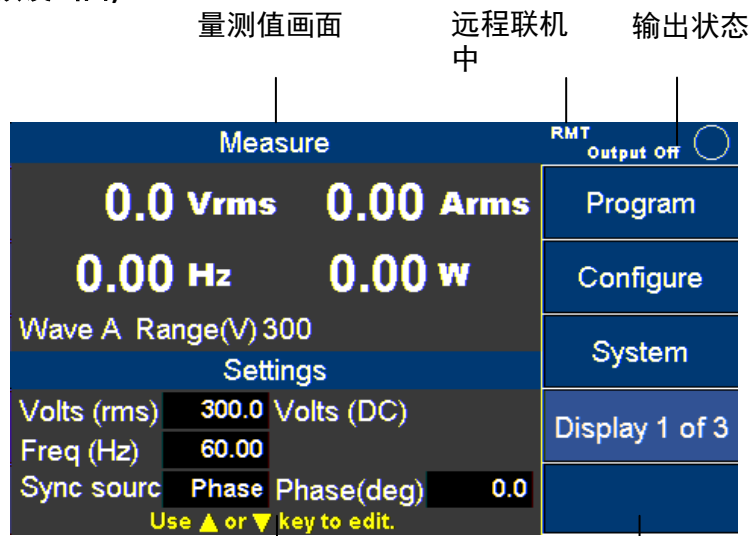 量测值画面
远程联机中
输出状态
Measure
RMT
Output Off
0.0 Vrms 0.00 Arms
Program
0.00 Hz 0.00 W
Configure
Wave A Range(V) 300
System
Settings
Volts (rms) 300.0 Volts (DC)
Display 1 of 3
Freq (Hz) 60.00
Sync sourc Phase Phase(deg) 0.0
Use ▲ or ▼ key to edit.